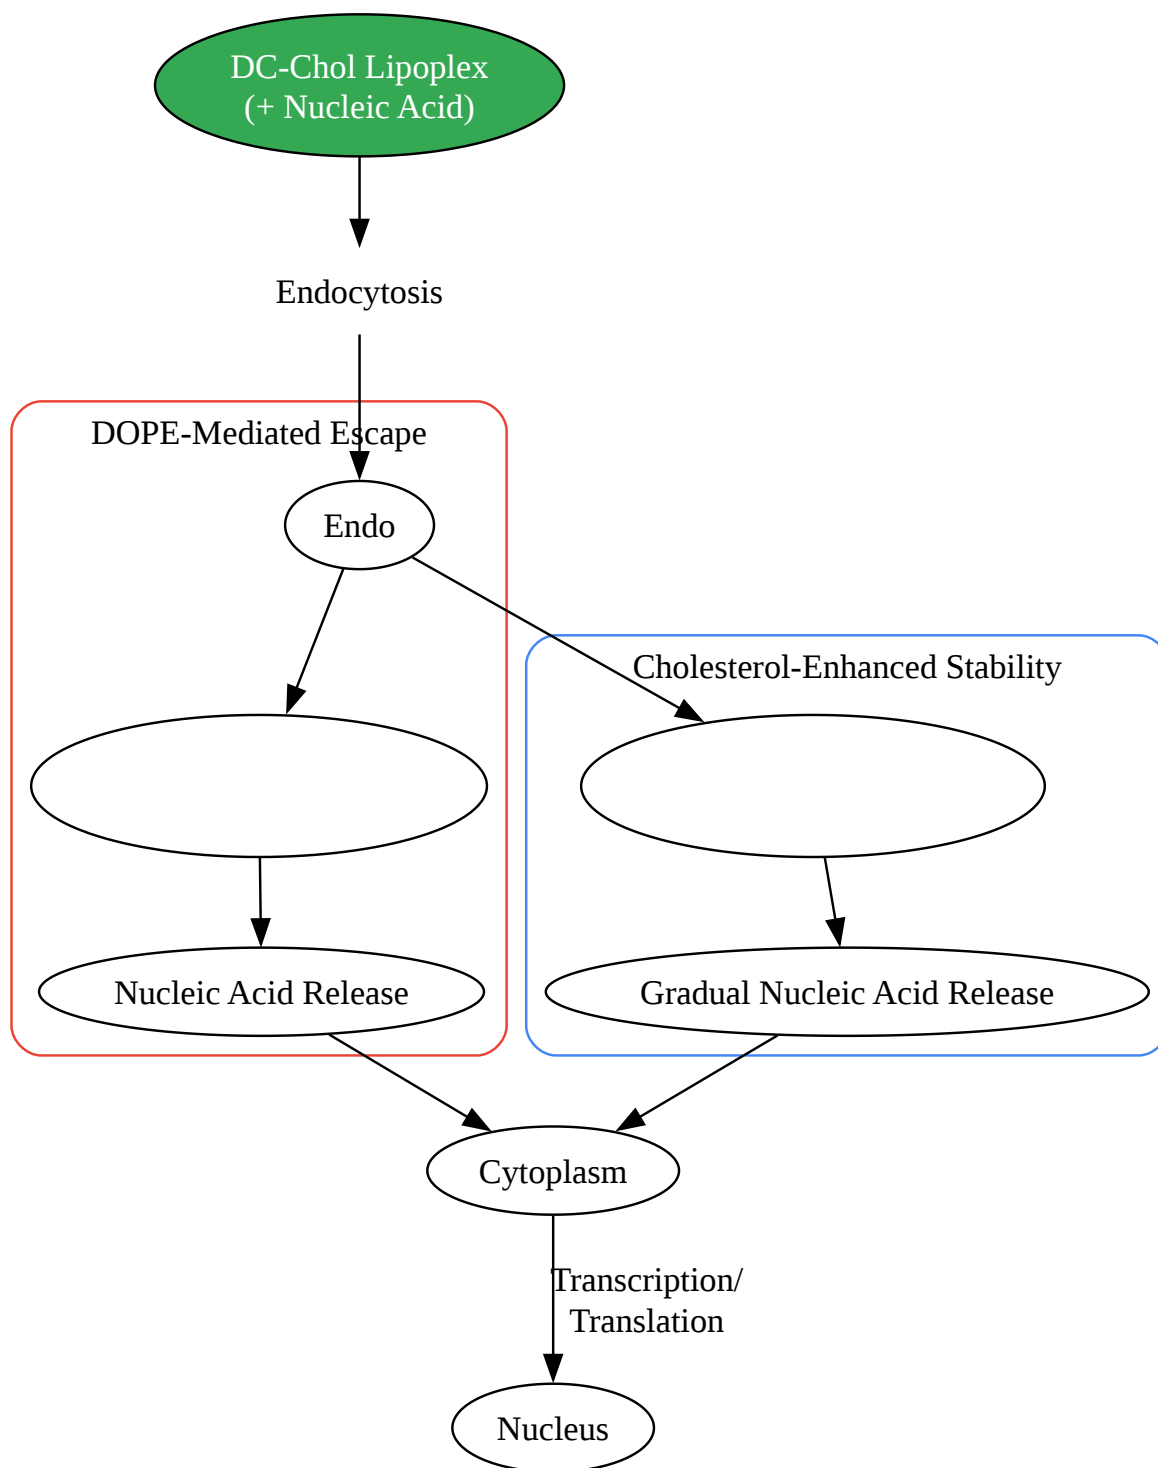 DC-Chol Lipoplex
(+ Nucleic Acid)
Endocytosis
DOPE-Mediated Escape
Endo
Cholesterol-Enhanced Stability
Nucleic Acid Release
Gradual Nucleic Acid Release
Cytoplasm
Transcription/
Translation
Nucleus